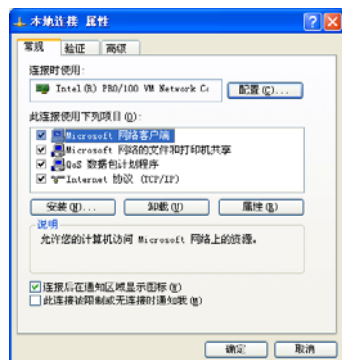 本地连接 属性
常规 验证 高级
连接时使用:
Intel(R) PRO/100 VM Network Co
配置(C)...
此连接使用下列项目(O):
Microsoft 网络客户端
Microsoft 网络的文件和打印机共享
QoS 数据包计划程序
Internet 协议 (TCP/IP)
安装(N)... 卸载(U) 属性(R)
说明
允许您的计算机访问 Microsoft 网络上的资源。
连接后在通知区域显示图标(W)
此连接被限制或无连接时通知我(M)
确定 取消